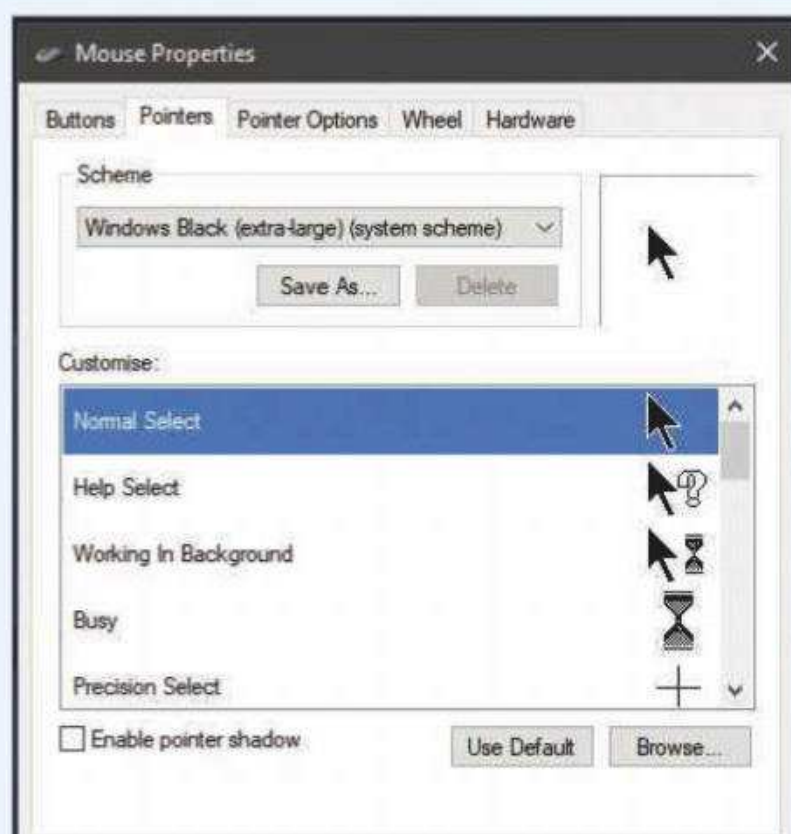 Mouse Properties
Buttons Pointers Pointer Options Wheel Hardware
Scheme
Windows Black (extra-large) (system scheme)
Save As... Delete
Customise:
Normal Select
Help Select
Working In Background
Busy
Precision Select
Enable pointer shadow
Use Default Browse...